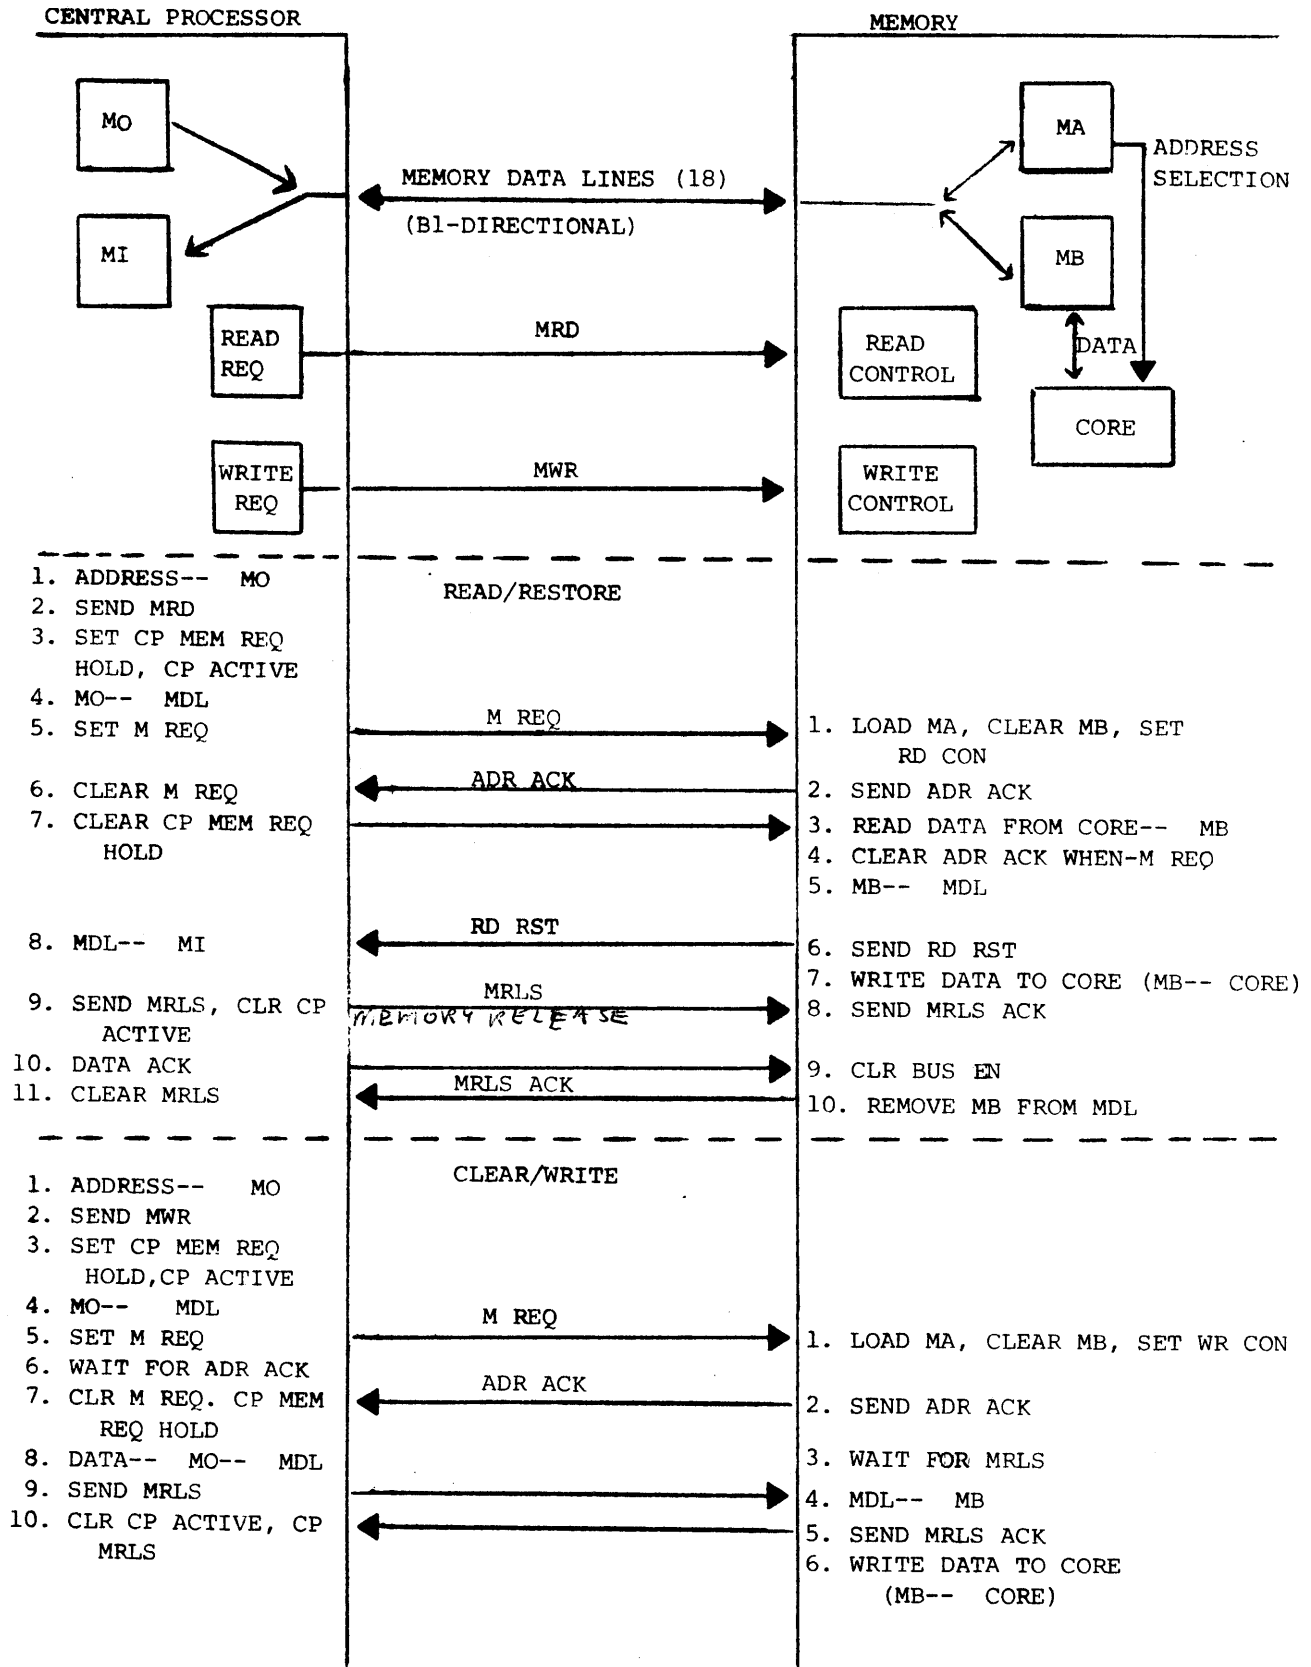 CENTRAL PROCESSOR
MEMORY
MO
MI
MEMORY DATA LINES (18)
(B1-DIRECTIONAL)
MA
MB
ADDRESS
SELECTION
READ
REQ
MRD
READ
CONTROL
DATA
CORE
WRITE
REQ
MWR
WRITE
CONTROL
READ/RESTORE
1. ADDRESS-- MO
2. SEND MRD
3. SET CP MEM REQ
HOLD, CP ACTIVE
4. MO-- MDL
5. SET M REQ
6. CLEAR M REQ
7. CLEAR CP MEM REQ
HOLD
8. MDL-- MI
9. SEND MRLS, CLR CP
ACTIVE
10. DATA ACK
11. CLEAR MRLS
M REQ
ADR ACK
RD RST
MRLS
MEMORY RELEASE
MRLS ACK
1. LOAD MA, CLEAR MB, SET
RD CON
2. SEND ADR ACK
3. READ DATA FROM CORE-- MB
4. CLEAR ADR ACK WHEN-M REQ
5. MB-- MDL
6. SEND RD RST
7. WRITE DATA TO CORE (MB-- CORE)
8. SEND MRLS ACK
9. CLR BUS EN
10. REMOVE MB FROM MDL
CLEAR/WRITE
1. ADDRESS-- MO
2. SEND MWR
3. SET CP MEM REQ
HOLD,CP ACTIVE
4. MO-- MDL
5. SET M REQ
6. WAIT FOR ADR ACK
7. CLR M REQ. CP MEM
REQ HOLD
8. DATA-- MO-- MDL
9. SEND MRLS
10. CLR CP ACTIVE, CP
MRLS
M REQ
ADR ACK
1. LOAD MA, CLEAR MB, SET WR CON
2. SEND ADR ACK
3. WAIT FOR MRLS
4. MDL-- MB
5. SEND MRLS ACK
6. WRITE DATA TO CORE
(MB-- CORE)